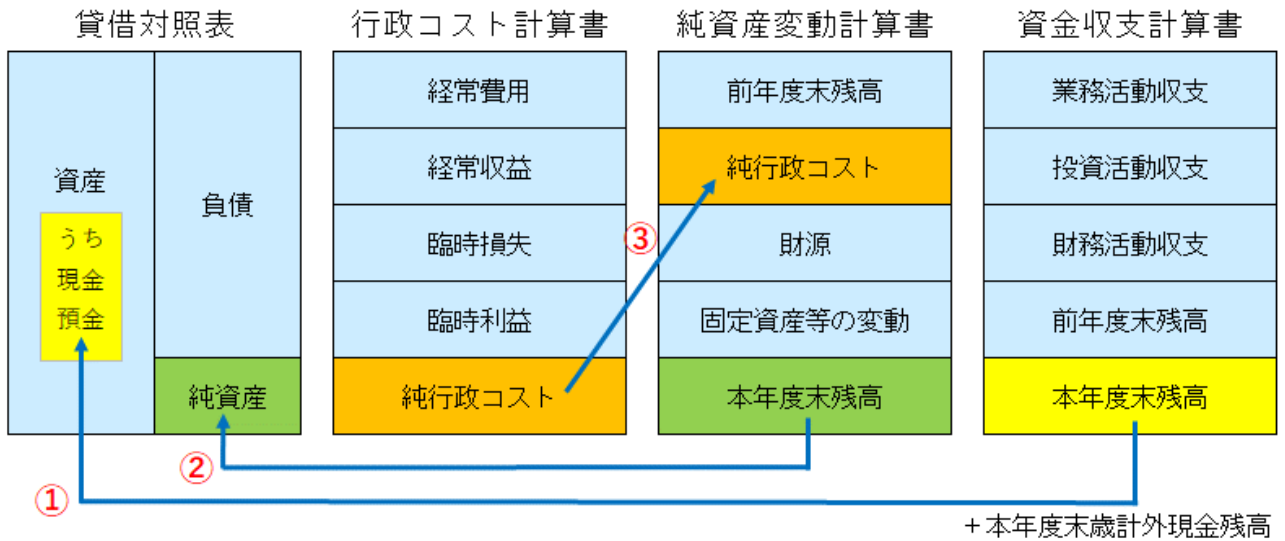 貸借対照表
資産
うち
現金
預金
負債
純資産
行政コスト計算書
経常費用
経常収益
臨時損失
臨時利益
純行政コスト
純資産変動計算書
前年度末残高
純行政コスト
財源
固定資産等の変動
本年度末残高
資金収支計算書
業務活動収支
投資活動収支
財務活動収支
前年度末残高
本年度末残高
③
②
①
+本年度末歳計外現金残高